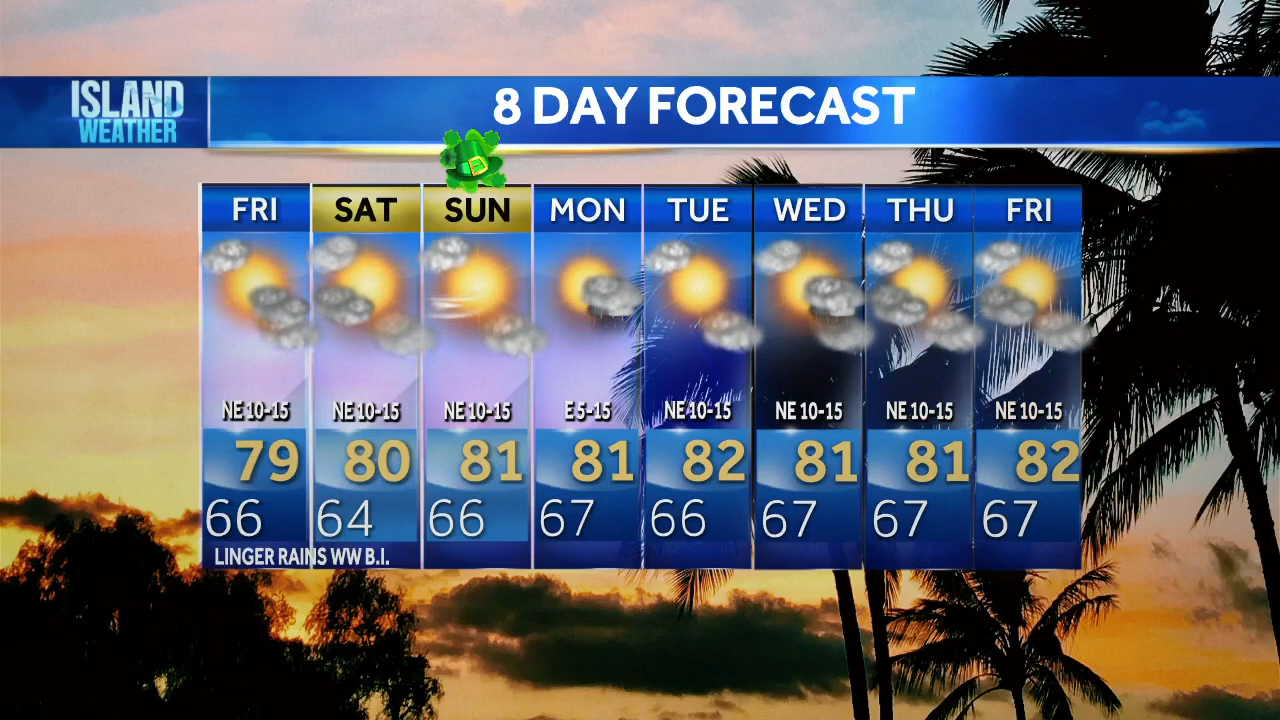 ISLAND
WEATHER
8 DAY FORECAST
FRI SAT SUN MON TUE WED THU FRI
NE 10-15 NE 10-15 NE 10-15 E 5-15 NE 10-15 NE 10-15 NE 10-15 NE 10-15
79 80 81 81 82 81 81 82
66 64 66 67 66 67 67 67
LINGER RAINS WW B.I.